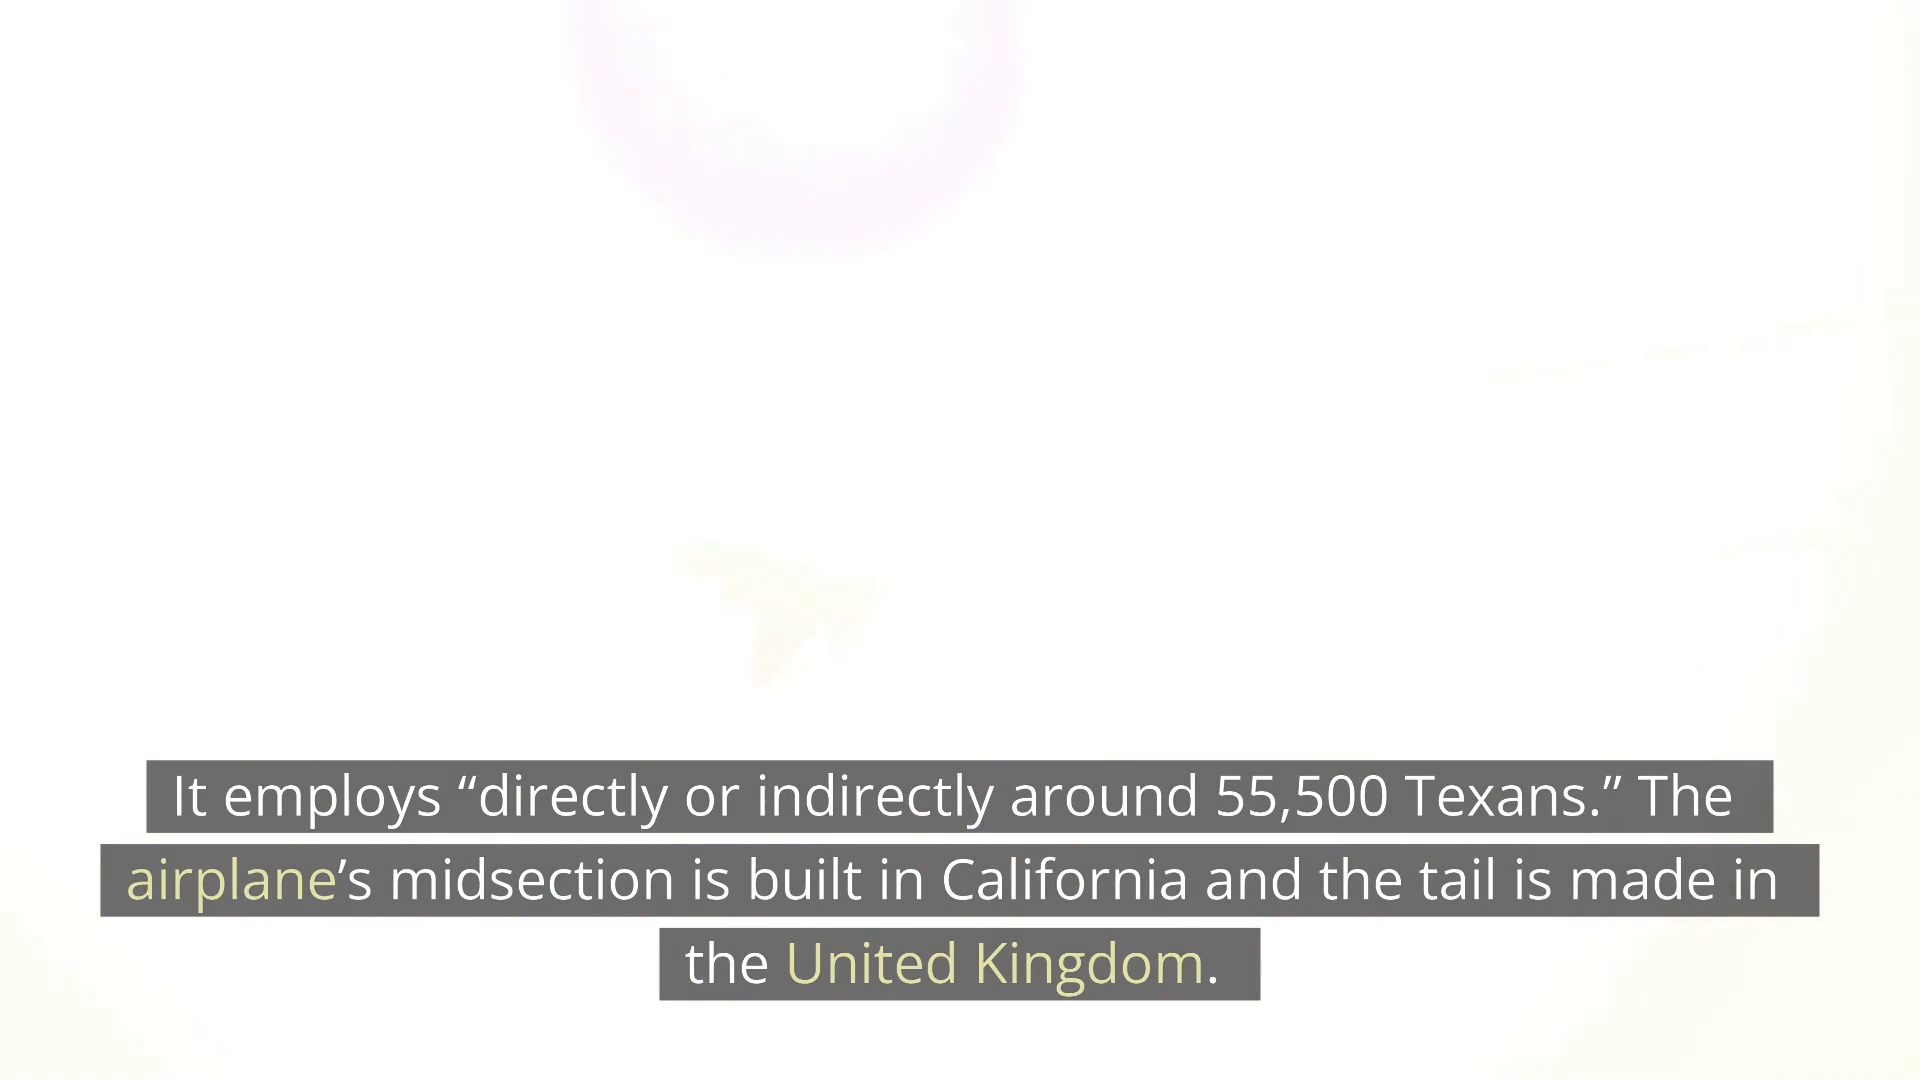 It employs “directly or indirectly around 55,500 Texans.” The
airplane’s midsection is built in California and the tail is made in
the United Kingdom.